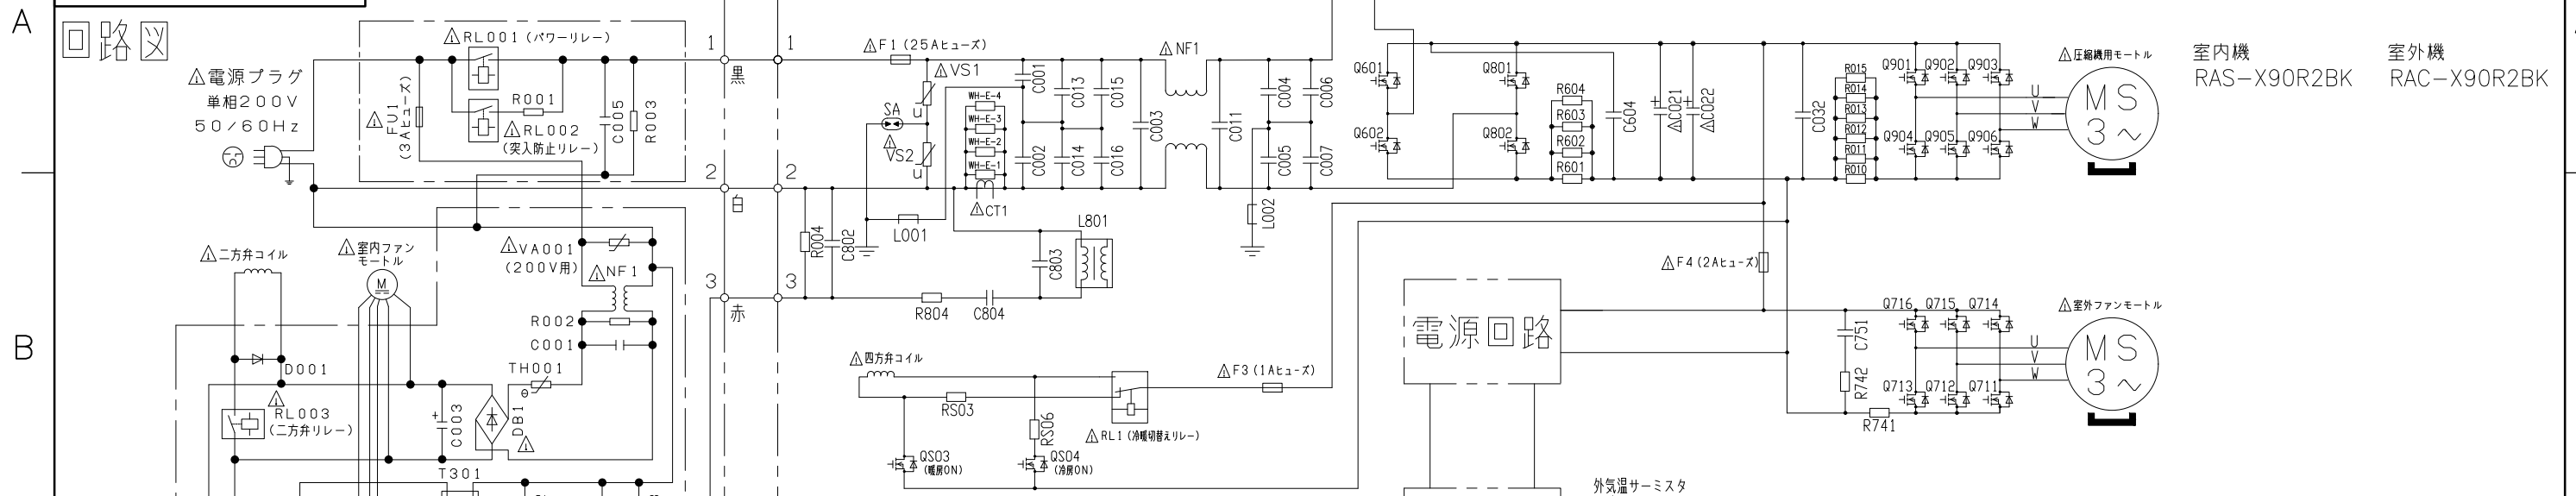 A
回路図
⚠電源プラグ
単相200V
50/60Hz
⚠RL001(パワーリレー)
⚠FU1
(3Aヒューズ)
R001
⚠RL002
(突入防止リレー)
C005
R003
1
1
黒
2
2
白
3
3
赤
⚠F1(25Aヒューズ)
⚠VS1
SA
⚠VS2
u
u
WH-E-4
WH-E-3
WH-E-2
WH-E-1
⚠CT1
C001
C002
C013
C014
C015
C016
C003
⚠NF1
C011
C004
C005
C006
C007
L001
L002
R004
C802
R804
C804
C803
L801
Q601
Q602
Q801
Q802
R604
R603
R602
R601
C604
⚠C021
+
⚠C022
+
C032
R015
R014
R013
R012
R011
R010
Q901
Q902
Q903
Q904
Q905
Q906
U
V
W
⚠圧縮機用モートル
MS
3～
室内機
RAS-X90R2BK
室外機
RAC-X90R2BK
B
⚠二方弁コイル
⚠室内ファン
モートル
M
⚠VA001
(200V用)
⚠NF1
R002
C001
TH001
θ
D001
⚠RL003
(二方弁リレー)
+
C003
DB1
⚠
T301
⚠四方弁コイル
RS03
RS06
QS03
(暖房ON)
QS04
(冷房ON)
⚠RL1(冷暖切替えリレー)
⚠F3(1Aヒューズ)
⚠F4(2Aヒューズ)
電源回路
C751
R742
R741
Q716
Q715
Q714
Q713
Q712
Q711
U
V
W
⚠室外ファンモートル
MS
3～
外気温サーミスタ